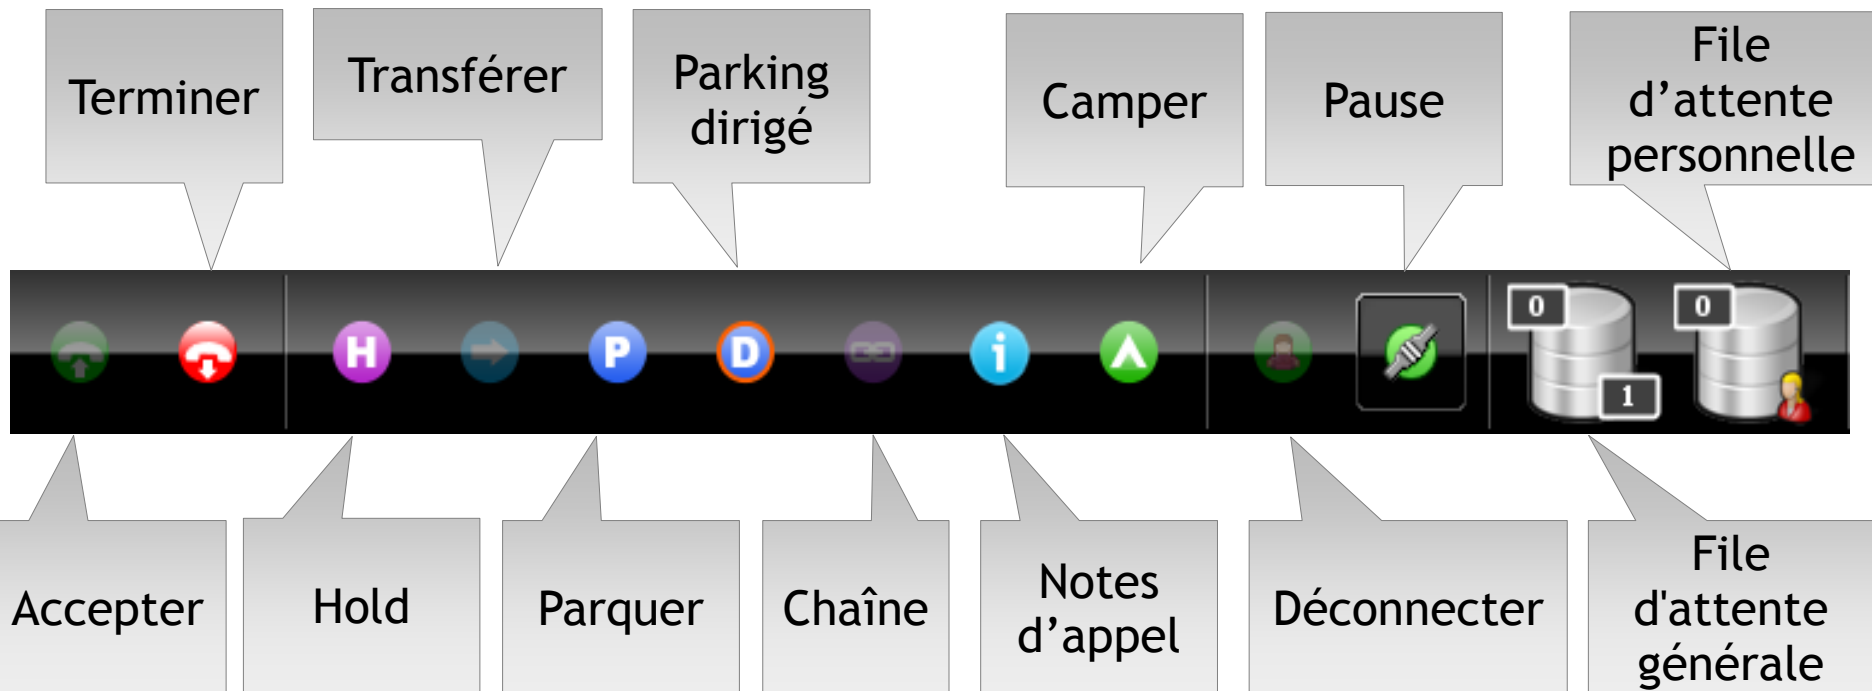 Terminer
Transférer
Parking
dirigé
Camper
Pause
File
d’attente
personnelle
0
0
H
P
D
i
1
Accepter
Hold
Parquer
Chaîne
Notes
d’appel
Déconnecter
File
d'attente
générale